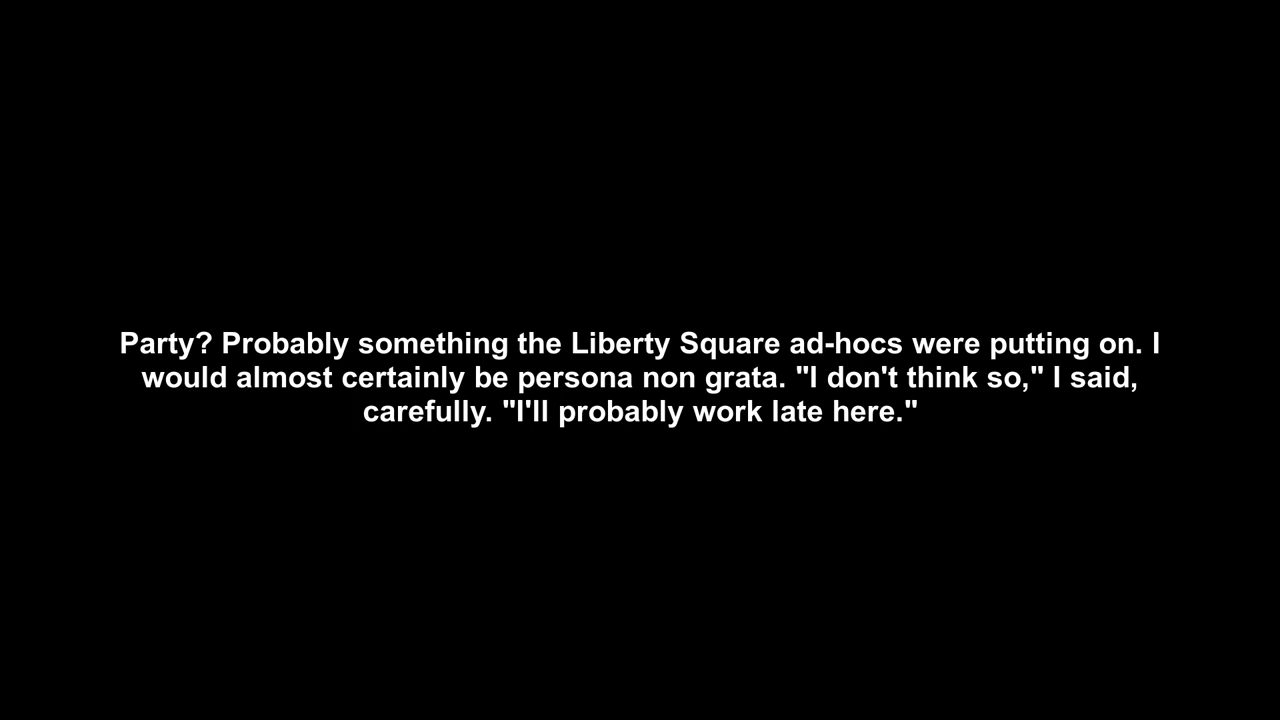 Party? Probably something the Liberty Square ad-hocs were putting on. I
would almost certainly be persona non grata. "I don't think so," I said,
carefully. "I'll probably work late here."